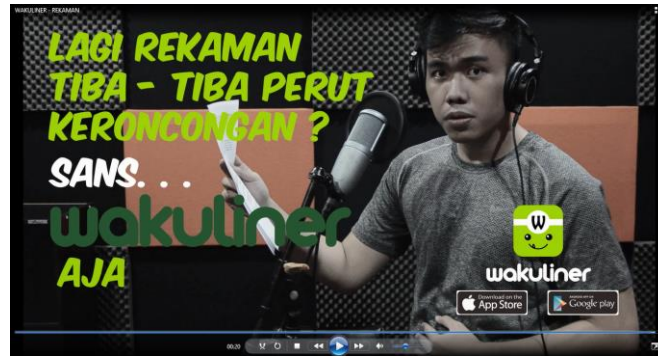 WAKULINER - REKAMAN
LAGI REKAMAN
TIBA - TIBA PERUT
KERONCONGAN ?
SANS. . .
wakuliner
AJA
W
wakuliner
Download on the
App Store
Google play
00:20